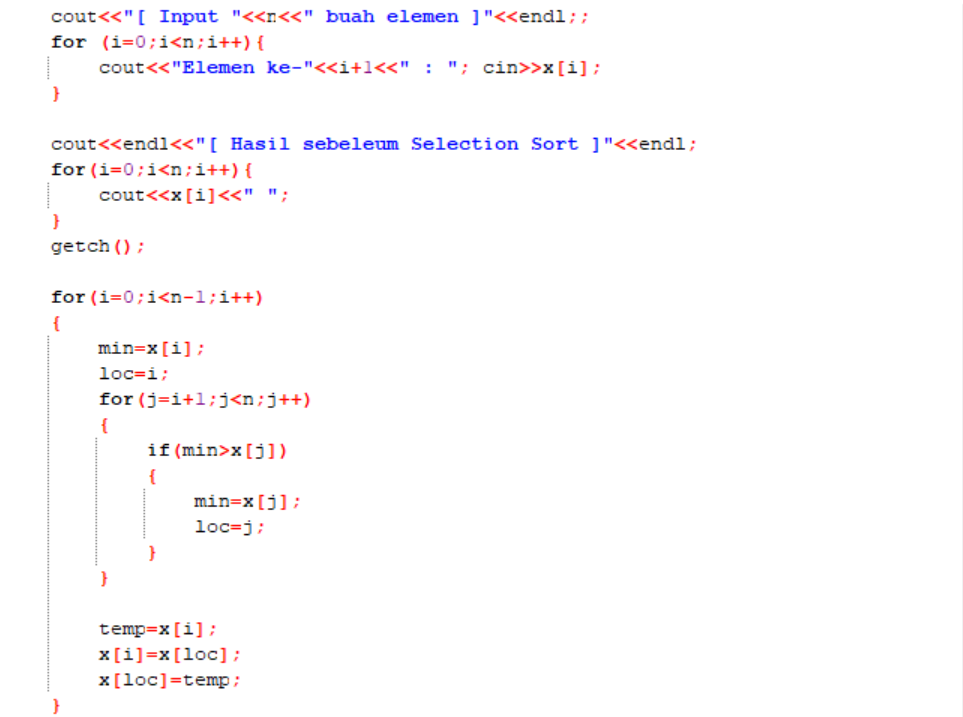 cout<<"[ Input "<<n<<" buah elemen ]"<<endl;;
for (i=0;i<n;i++){
    cout<<"Elemen ke-"<<i+1<<" : "; cin>>x[i];
}
cout<<endl<<"[ Hasil sebeleum Selection Sort ]"<<endl;
for(i=0;i<n;i++){
    cout<<x[i]<<" ";
}
getch();
for(i=0;i<n-1;i++)
{
    min=x[i];
    loc=i;
    for(j=i+1;j<n;j++)
    {
        if(min>x[j])
        {
            min=x[j];
            loc=j;
        }
    }
    temp=x[i];
    x[i]=x[loc];
    x[loc]=temp;
}